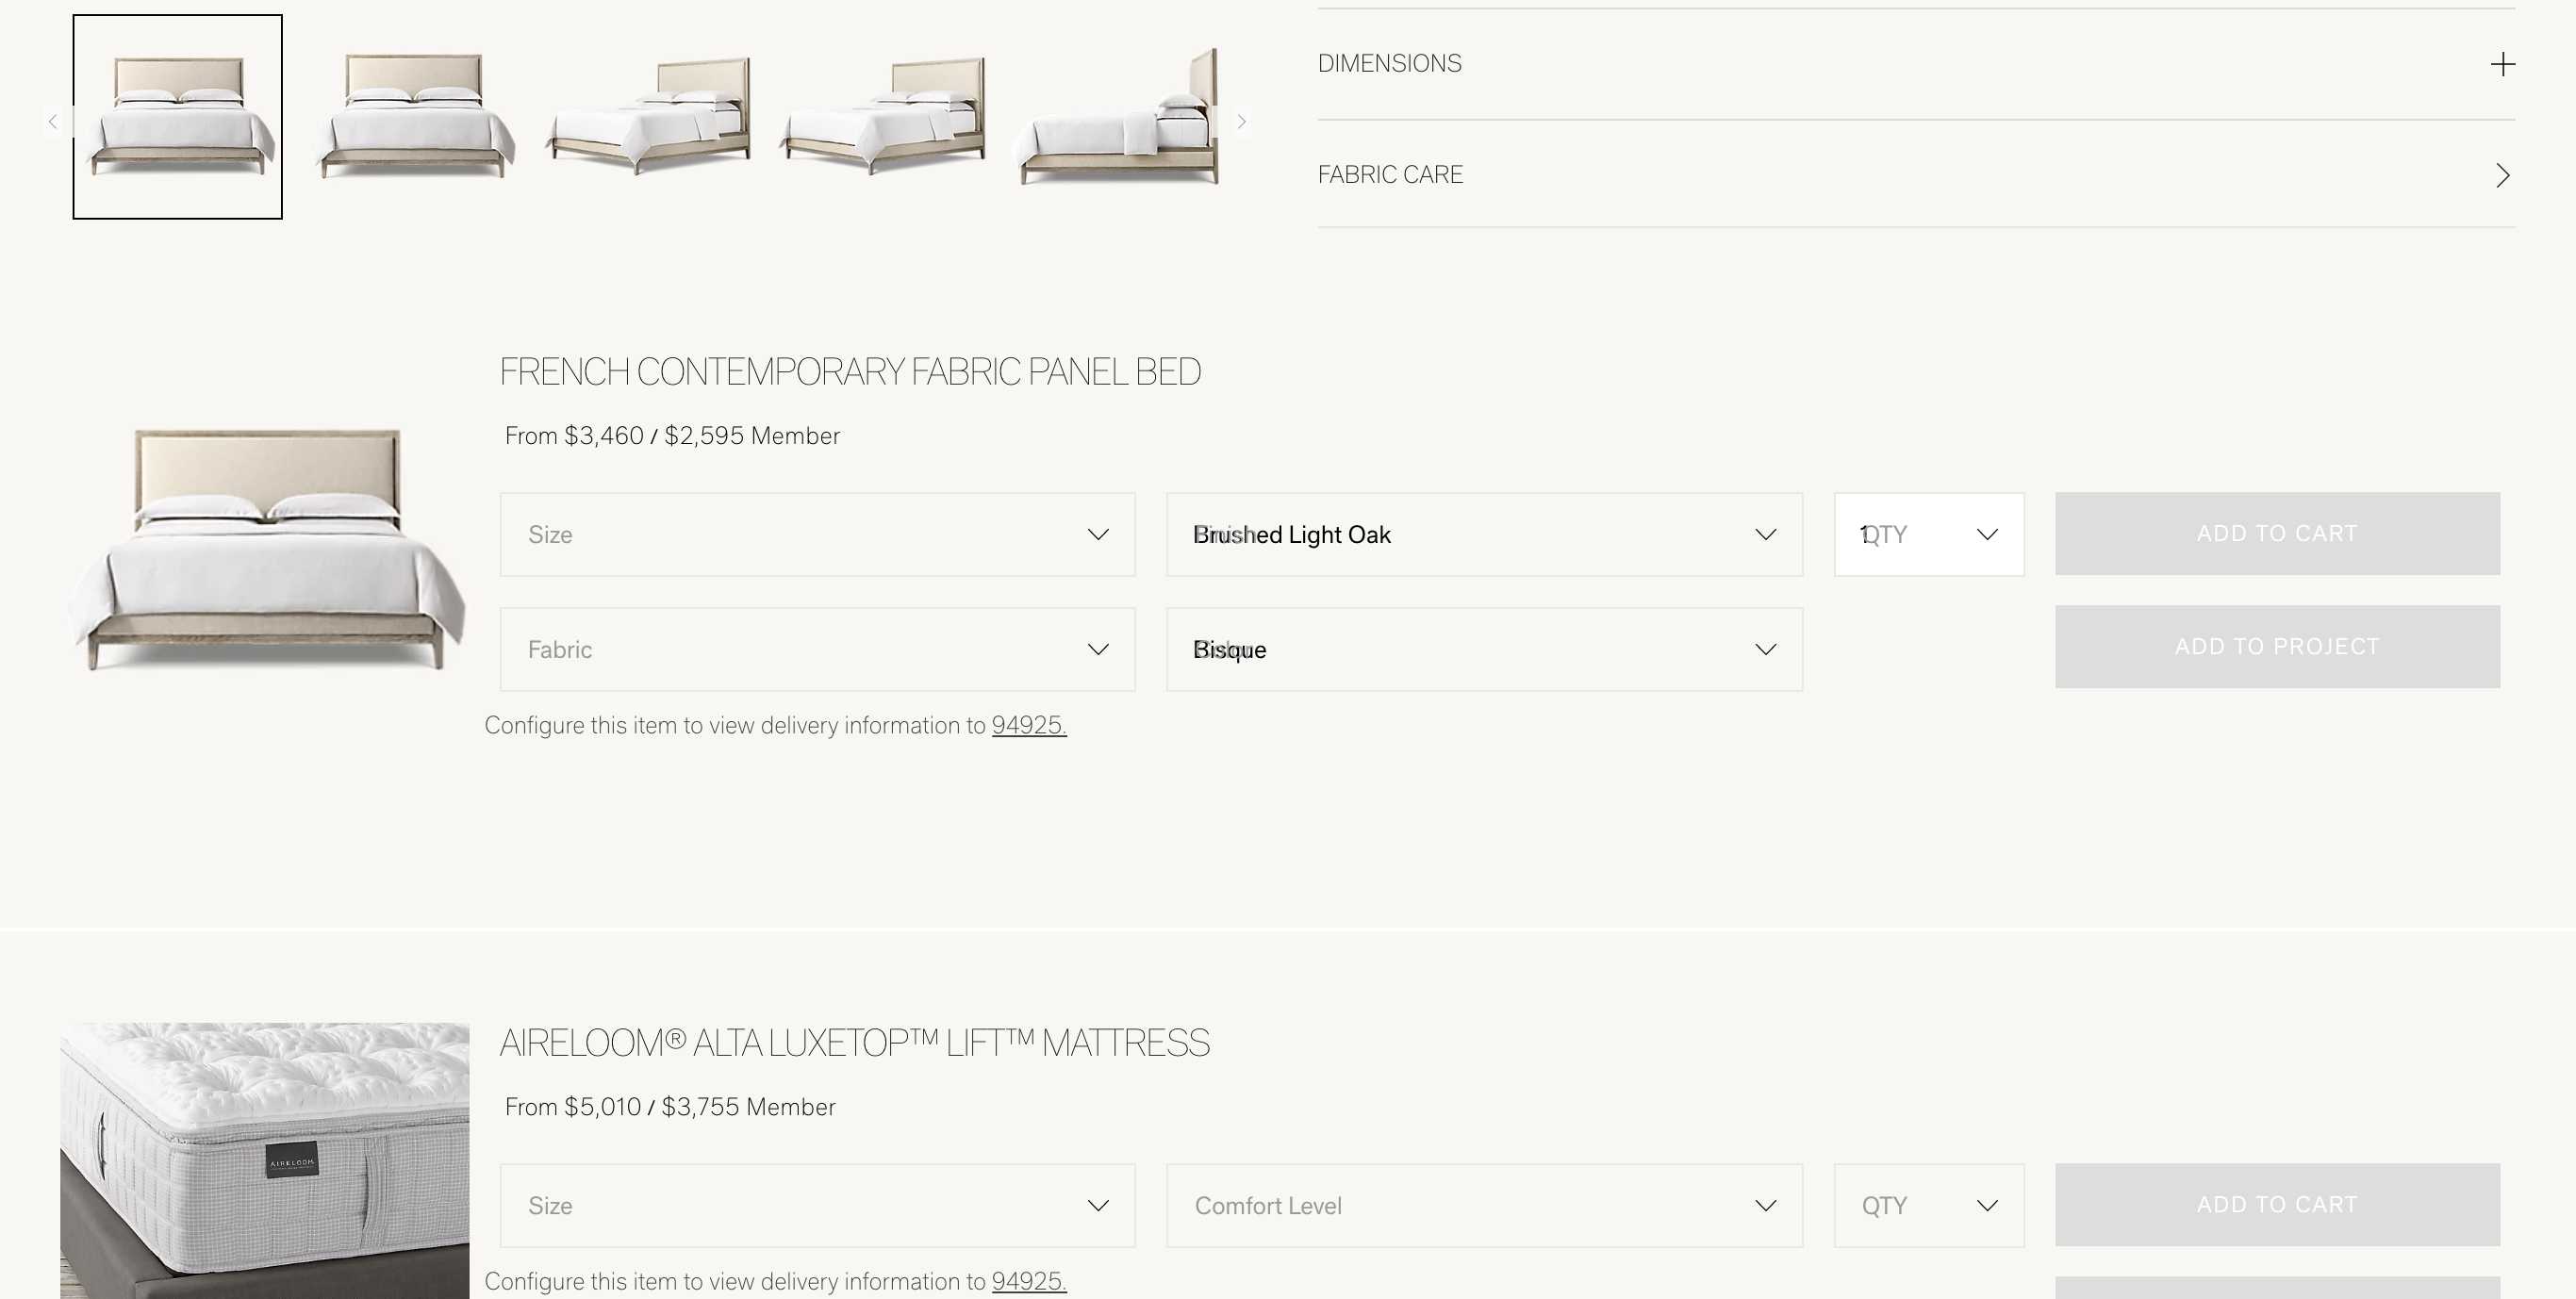 DIMENSIONS
FABRIC CARE
FRENCH CONTEMPORARY FABRIC PANEL BED
From $3,460 / $2,595 Member
Size
Brushed Light Oak
1
QTY
ADD TO CART
Fabric
Bisque
ADD TO PROJECT
Configure this item to view delivery information to 94925.
AIRELOOM® ALTA LUXETOP™ LIFT™ MATTRESS
From $5,010 / $3,755 Member
AIRELOOM
Size
Comfort Level
QTY
ADD TO CART
Configure this item to view delivery information to 94925.